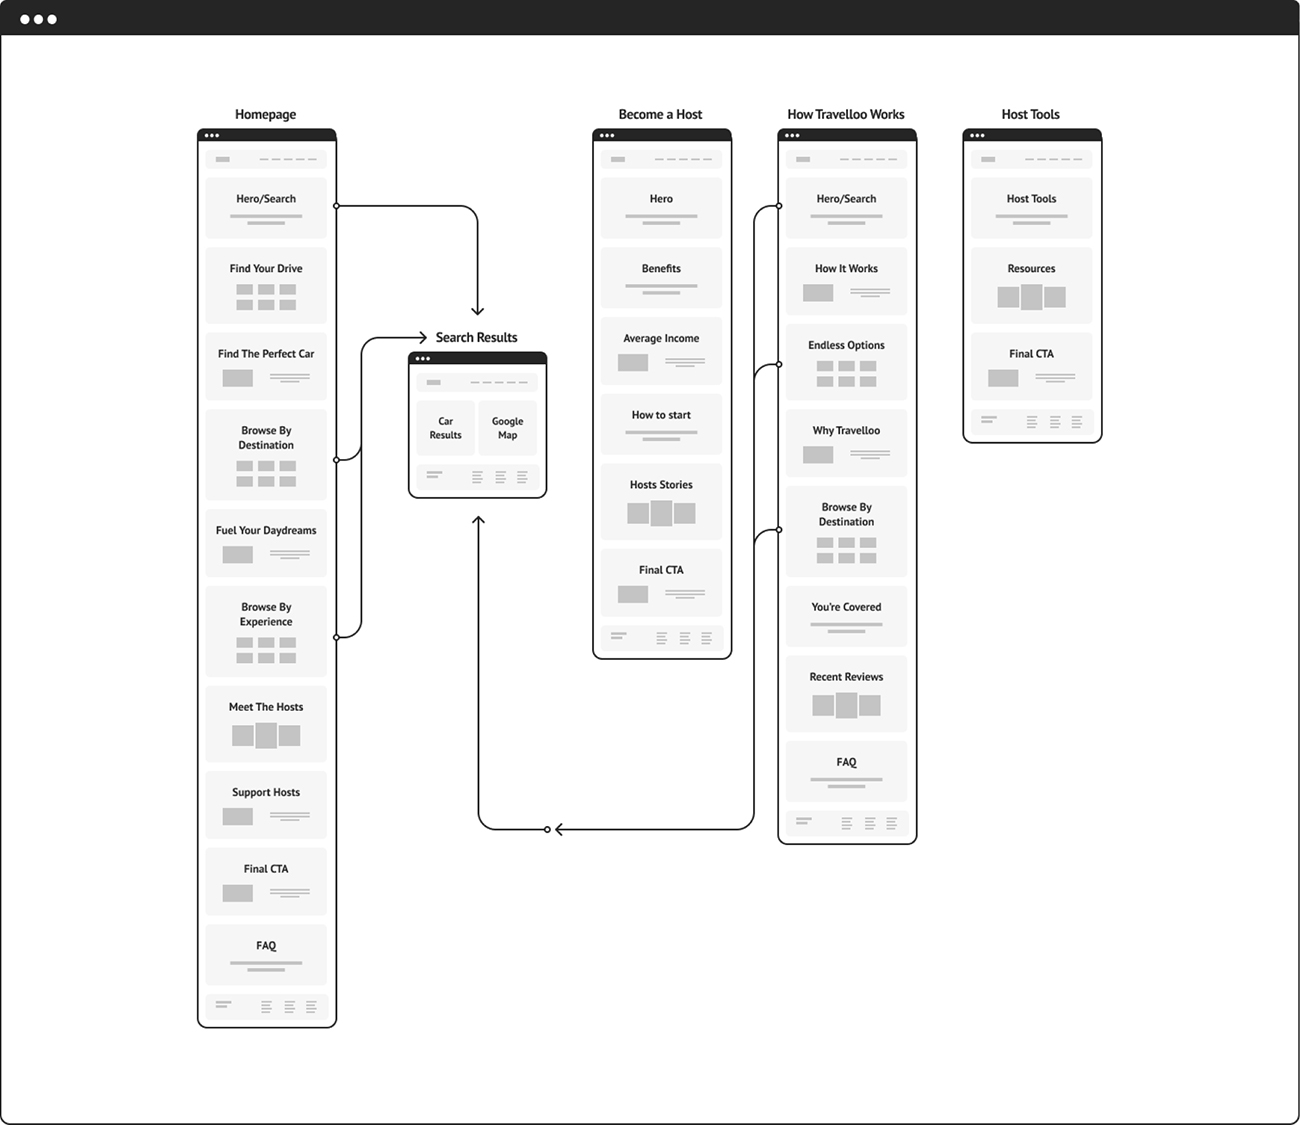 Homepage
Hero/Search
Find Your Drive
Find The Perfect Car
Browse By
Destination
Fuel Your Daydreams
Browse By
Experience
Meet The Hosts
Support Hosts
Final CTA
FAQ
Search Results
Car
Results
Google
Map
Become a Host
Hero
Benefits
Average Income
How to start
Hosts Stories
Final CTA
How Travelloo Works
Hero/Search
How It Works
Endless Options
Why Travelloo
Browse By
Destination
You're Covered
Recent Reviews
FAQ
Host Tools
Host Tools
Resources
Final CTA